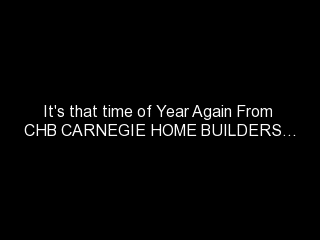 It's that time of Year Again From
CHB CARNEGIE HOME BUILDERS...